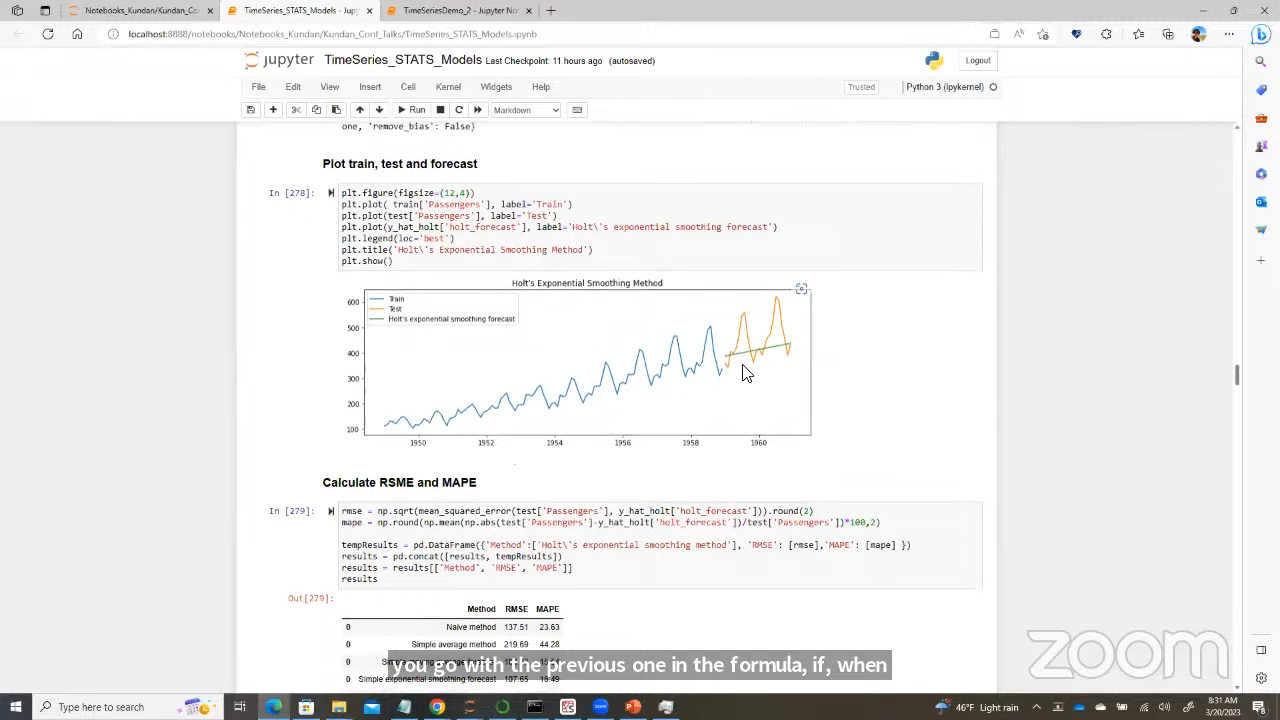 Notebooks_Kundan/Kundan_Conf
TimeSeries_STATS_Models - Jupy
TimeSeriesDemo_2 - Jupyter Not
localhost:8888/notebooks/Notebooks_Kundan/Kundan_Conf_Talks/TimeSeries_STATS_Models.ipynb
jupyter TimeSeries_STATS_Models Last Checkpoint: 11 hours ago (autosaved)
Logout
File Edit View Insert Cell Kernel Widgets Help
Trusted
Python 3 (ipykernel)
Run
Markdown
one, 'remove_bias': False}
Plot train, test and forecast
In [278]:
plt.figure(figsize=(12,4))
plt.plot( train['Passengers'], label='Train')
plt.plot(test['Passengers'], label='Test')
plt.plot(y_hat_holt['holt_forecast'], label='Holt\'s exponential smoothing forecast')
plt.legend(loc='best')
plt.title('Holt\'s Exponential Smoothing Method')
plt.show()
Holt's Exponential Smoothing Method
Train
Test
Holt's exponential smoothing forecast
600
500
400
300
200
100
1950 1952 1954 1956 1958 1960
Calculate RSME and MAPE
In [279]:
rmse = np.sqrt(mean_squared_error(test['Passengers'], y_hat_holt['holt_forecast'])).round(2)
mape = np.round(np.mean(np.abs(test['Passengers']-y_hat_holt['holt_forecast'])/test['Passengers'])*100,2)
tempResults = pd.DataFrame({'Method':['Holt\'s exponential smoothing method'], 'RMSE': [rmse],'MAPE': [mape] })
results = pd.concat([results, tempResults])
results = results[['Method', 'RMSE', 'MAPE']]
results
Out[279]:
Method RMSE MAPE
0 Naive method 137.51 23.63
0 Simple average method 219.69 44.28
0
0 Simple exponential smoothing forecast 107.65
you go with the previous one in the formula, if, when
zoom
Type here to search
46°F Light rain
8:31 AM
3/20/2023